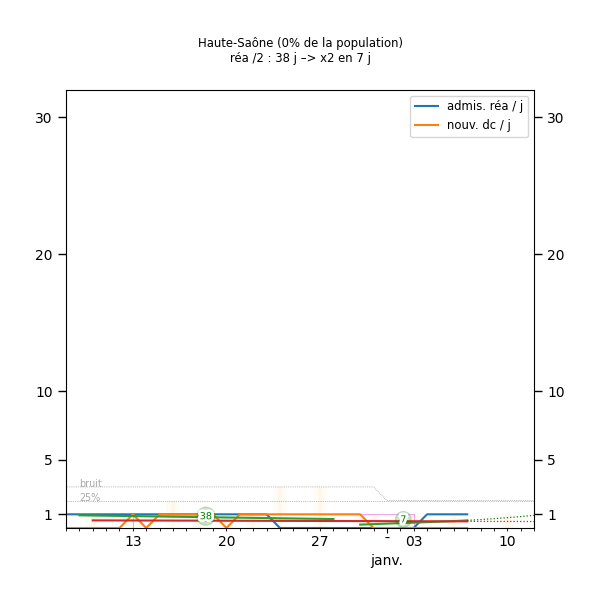 Haute-Saône (0% de la population)
réa /2 : 38 j –> x2 en 7 j
admis. réa / j
nouv. dc / j
30 30
20 20
10 10
5 5
bruit
25%
1 38 7 1
13 20 27 - 03 10
janv.